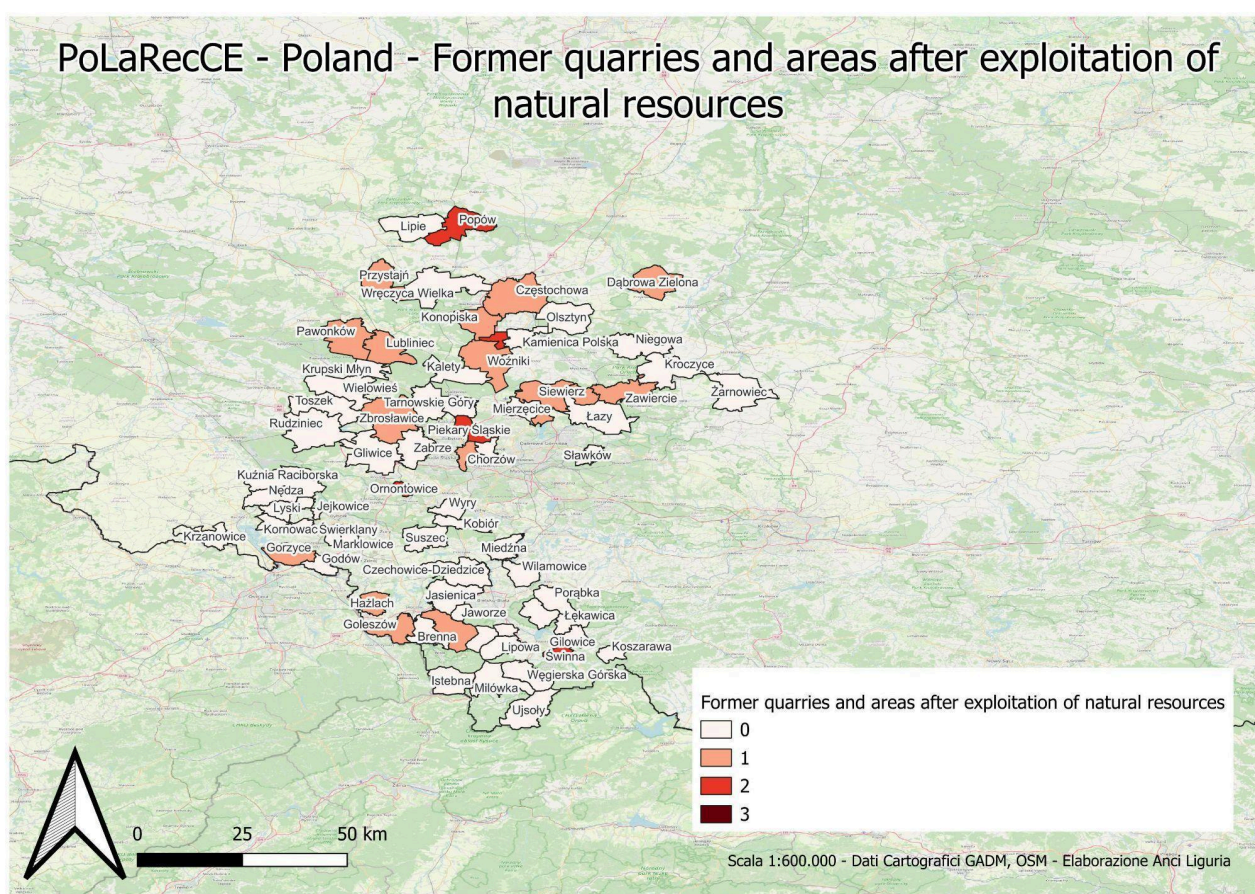 PoLaRecCE - Poland - Former quarries and areas after exploitation of
natural resources
Lipie
Popów
Przystajń
Wręczyca Wielka
Częstochowa
Dąbrowa Zielona
Konopiska
Olsztyn
Pawonków
Lubliniec
Kamienica Polska
Niegowa
Woźniki
Krupski Młyn
Kalety
Kroczyce
Wielowieś
Siewierz
Zawiercie
Żarnowiec
Toszek
Tarnowskie Góry
Mierzęcice
Łazy
Rudziniec
Zbrosławice
Piekary Śląskie
Gliwice
Zabrze
Chorzów
Sławków
Kuźnia Raciborska
Nędza
Ornontowice
Lyski
Jejkowice
Wyry
Krzanowice
Kornowac
Świerklany
Kobiór
Marklowice
Suszec
Miedźna
Gorzyce
Godów
Czechowice-Dziedzice
Wilamowice
Hażlach
Jasienica
Porąbka
Jaworze
Łękawica
Goleszów
Brenna
Lipowa
Gilowice
Świnna
Koszarawa
Istebna
Milówka
Węgierska Górska
Ujsoły
Former quarries and areas after exploitation of natural resources
0
1
2
3
0
25
50 km
Scala 1:600.000 - Dati Cartografici GADM, OSM - Elaborazione Anci Liguria